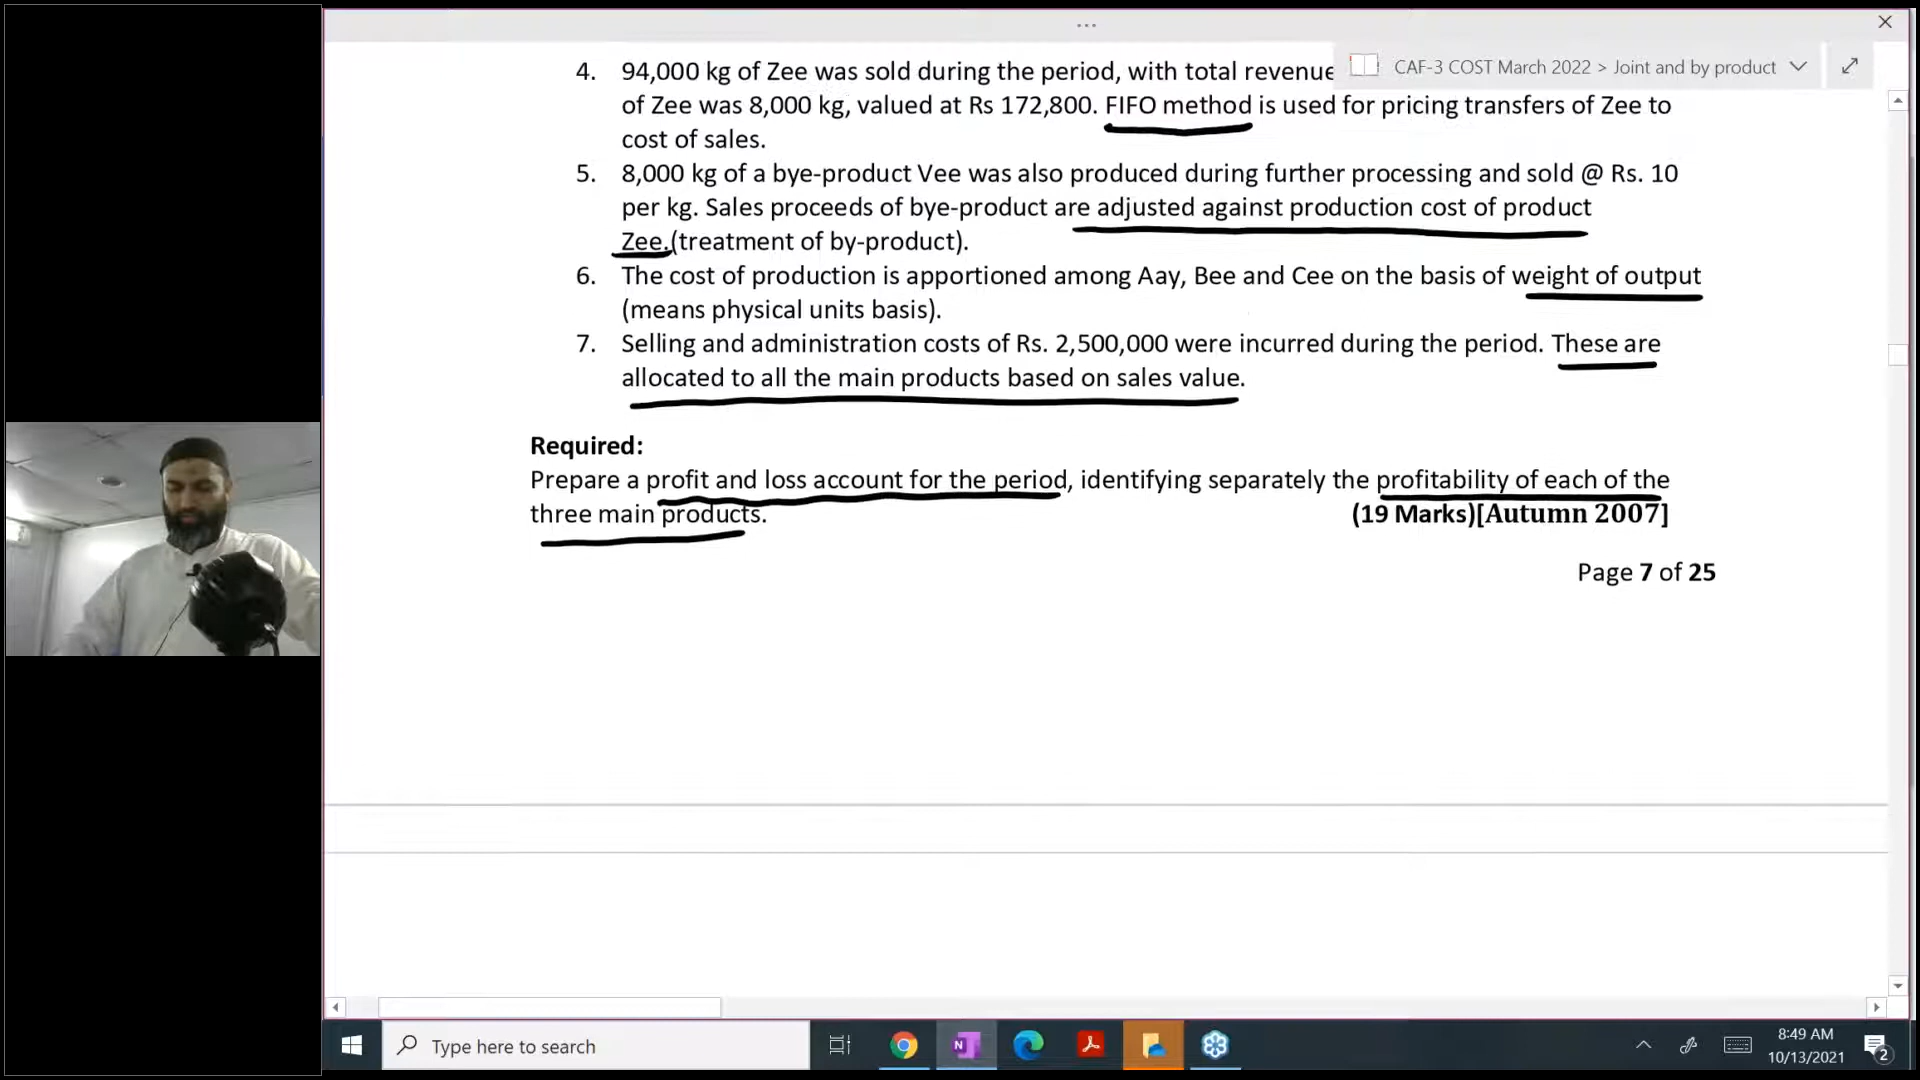 CAF-3 COST March 2022 > Joint and by product
4. 94,000 kg of Zee was sold during the period, with total revenue
of Zee was 8,000 kg, valued at Rs 172,800. FIFO method is used for pricing transfers of Zee to
cost of sales.
5. 8,000 kg of a bye-product Vee was also produced during further processing and sold @ Rs. 10
per kg. Sales proceeds of bye-product are adjusted against production cost of product
Zee.(treatment of by-product).
6. The cost of production is apportioned among Aay, Bee and Cee on the basis of weight of output
(means physical units basis).
7. Selling and administration costs of Rs. 2,500,000 were incurred during the period. These are
allocated to all the main products based on sales value.
Required:
Prepare a profit and loss account for the period, identifying separately the profitability of each of the
three main products.
(19 Marks)[Autumn 2007]
Page 7 of 25
Type here to search
N
8:49 AM
10/13/2021
2